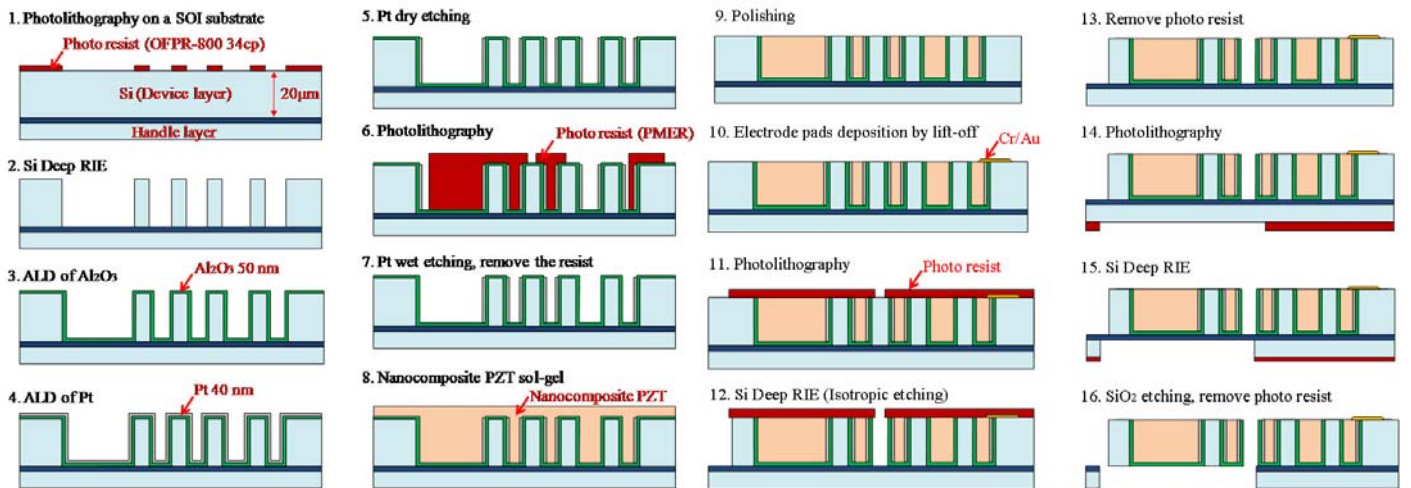 1. Photolithography on a SOI substrate
Photo resist (OFPR-800 34cp)
Si (Device layer)
20μm
Handle layer
2. Si Deep RIE
3. ALD of Al₂O₃
Al₂O₃ 50 nm
4. ALD of Pt
Pt 40 nm
5. Pt dry etching
6. Photolithography
Photo resist (PMER)
7. Pt wet etching, remove the resist
8. Nanocomposite PZT sol-gel
Nanocomposite PZT
9. Polishing
10. Electrode pads deposition by lift-off
Cr/Au
11. Photolithography
Photo resist
12. Si Deep RIE (Isotropic etching)
13. Remove photo resist
14. Photolithography
15. Si Deep RIE
16. SiO₂ etching, remove photo resist